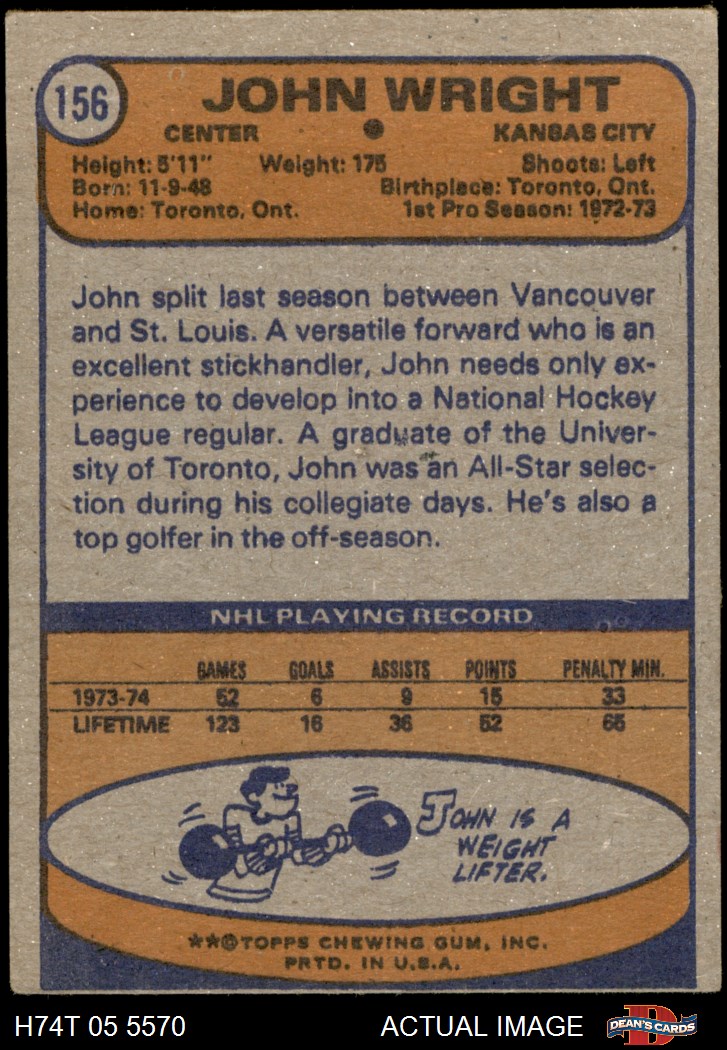 156
JOHN WRIGHT
CENTER • KANSAS CITY
Height: 5'11" Weight: 175 Shoots: Left
Born: 11-9-48 Birthplace: Toronto, Ont.
Home: Toronto, Ont. 1st Pro Season: 1972-73
John split last season between Vancouver
and St. Louis. A versatile forward who is an
excellent stickhandler, John needs only ex-
perience to develop into a National Hockey
League regular. A graduate of the Univer-
sity of Toronto, John was an All-Star selec-
tion during his collegiate days. He's also a
top golfer in the off-season.
NHL PLAYING RECORD
GAMES GOALS ASSISTS POINTS PENALTY MIN.
1973-74 52 6 9 15 33
LIFETIME 123 16 36 52 65
JOHN IS A
WEIGHT
LIFTER.
**©TOPPS CHEWING GUM, INC.
PRTD. IN U.S.A.
H74T 05 5570 ACTUAL IMAGE D DEAN'S CARDS